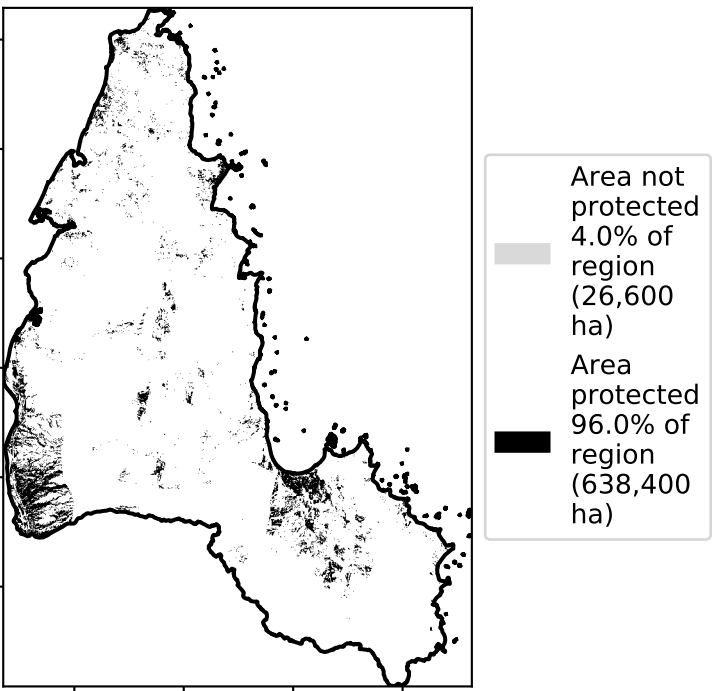 Area not
protected
4.0% of
region
(26,600
ha)
Area
protected
96.0% of
region
(638,400
ha)